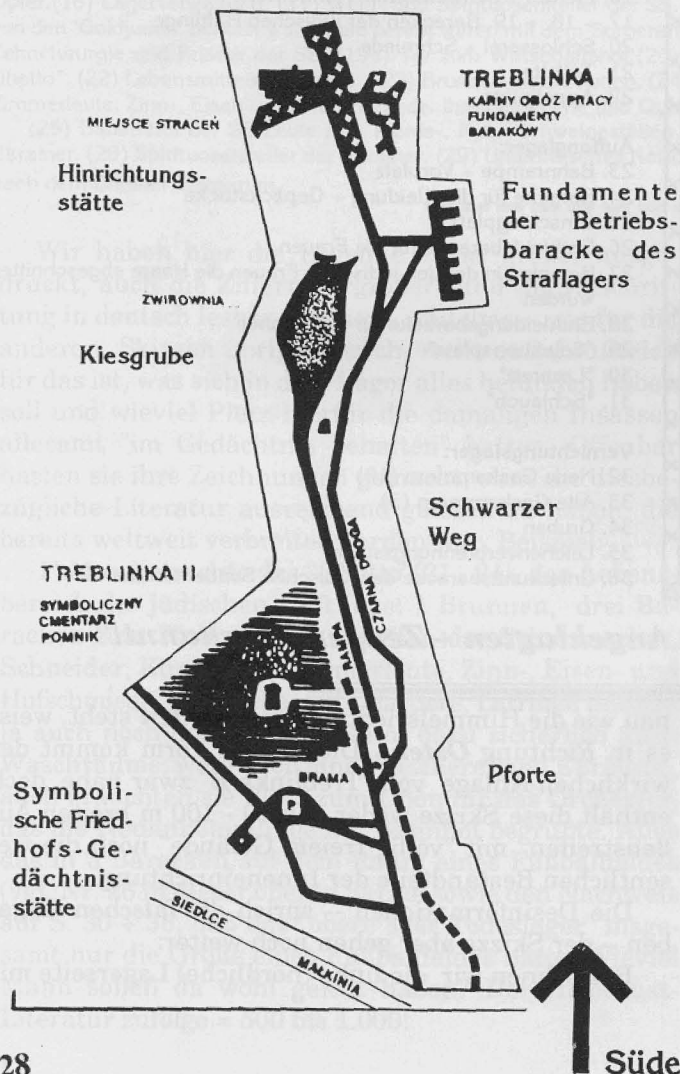 TREBLINKA I
KARNY OBÓZ PRACY
FUNDAMENTY
BARAKÓW
MIEJSCE STRACEŃ
Hinrichtungs-
stätte
Fundamente
der Betriebs
baracke des
Straflagers
ŻWIROWNIA
Kiesgrube
Schwarzer
Weg
CZARNA DROGA
RAMPA
TREBLINKA II
SYMBOLICZNY
CMENTARZ
POMNIK
BRAMA
Pforte
P
Symboli-
sche Fried-
hofs-Ge-
dächtnis-
stätte
SIEDLCE
MAŁKINIA
28
Süde